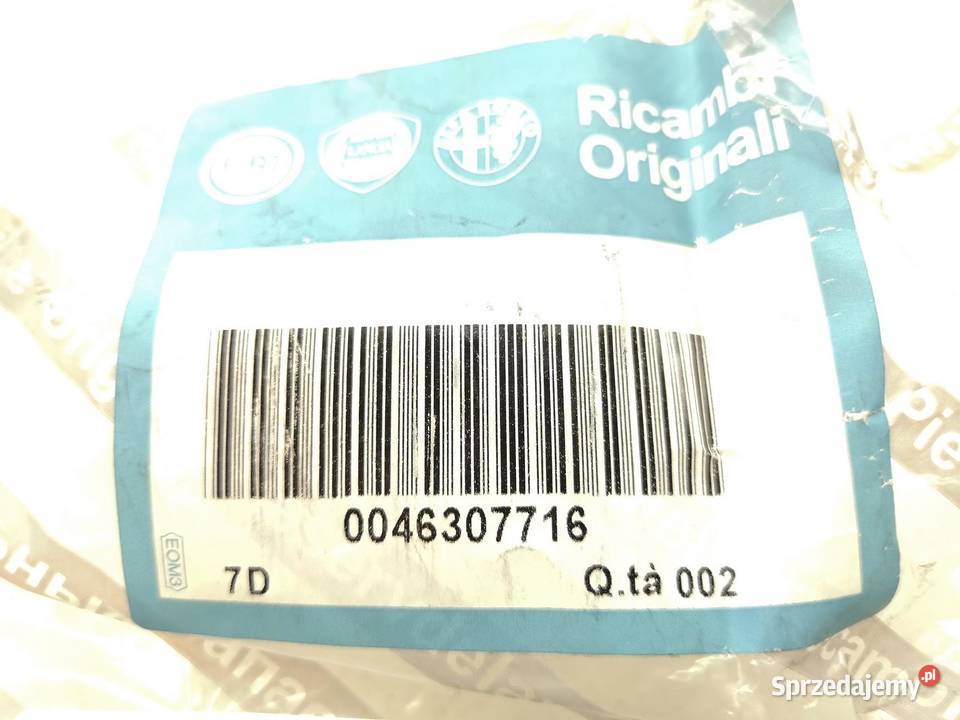 Ricambi
Originali
0046307716
7D
Q.tà 002
EOM3
Sprzedajemy.pl